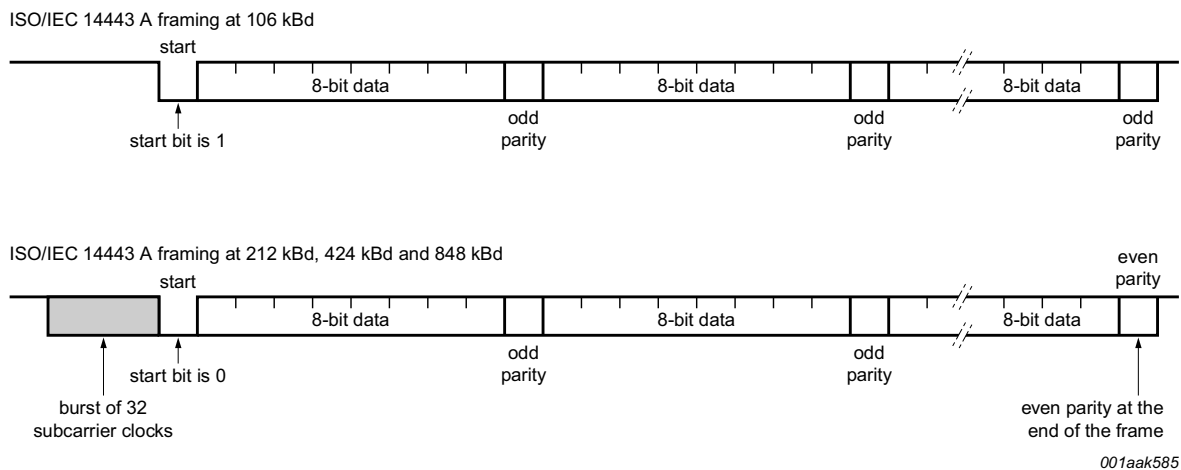 ISO/IEC 14443 A framing at 106 kBd
start
8-bit data
8-bit data
8-bit data
start bit is 1
odd
parity
odd
parity
odd
parity
ISO/IEC 14443 A framing at 212 kBd, 424 kBd and 848 kBd
start
even
parity
8-bit data
8-bit data
8-bit data
start bit is 0
odd
parity
odd
parity
burst of 32
subcarrier clocks
even parity at the
end of the frame
001aak585